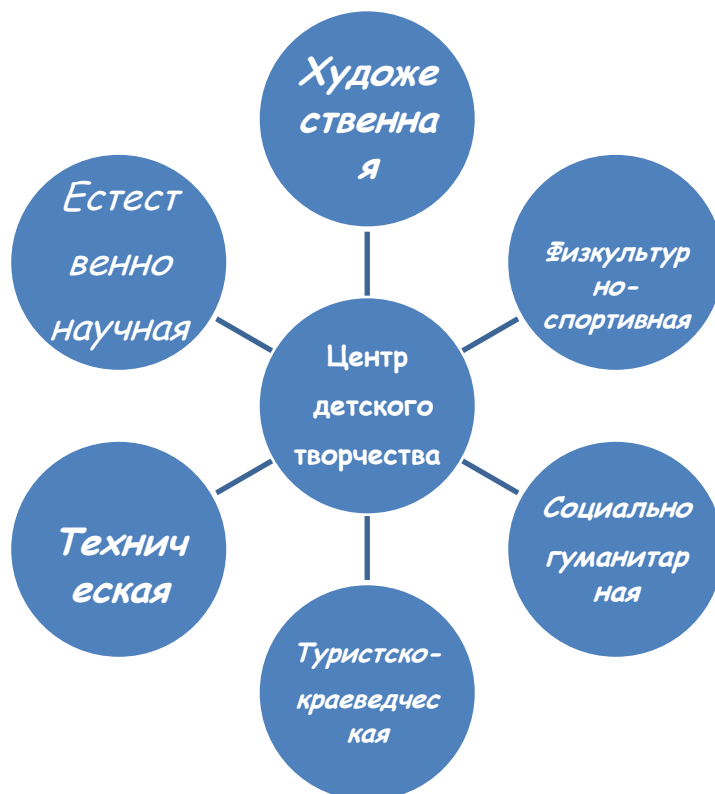 Художе
ственна
я
Физкультур
но-
спортивная
Социально
гуманитар
ная
Туристско-
краеведчес
кая
Технич
еская
Естест
венно
научная
Центр
детского
творчества